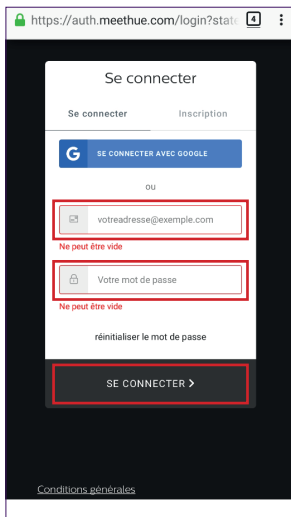 https://auth.meethue.com/login?state
4
Se connecter
Se connecter
Inscription
G
SE CONNECTER AVEC GOOGLE
ou
votreadresse@exemple.com
Ne peut être vide
Votre mot de passe
Ne peut être vide
réinitialiser le mot de passe
SE CONNECTER >
Conditions générales